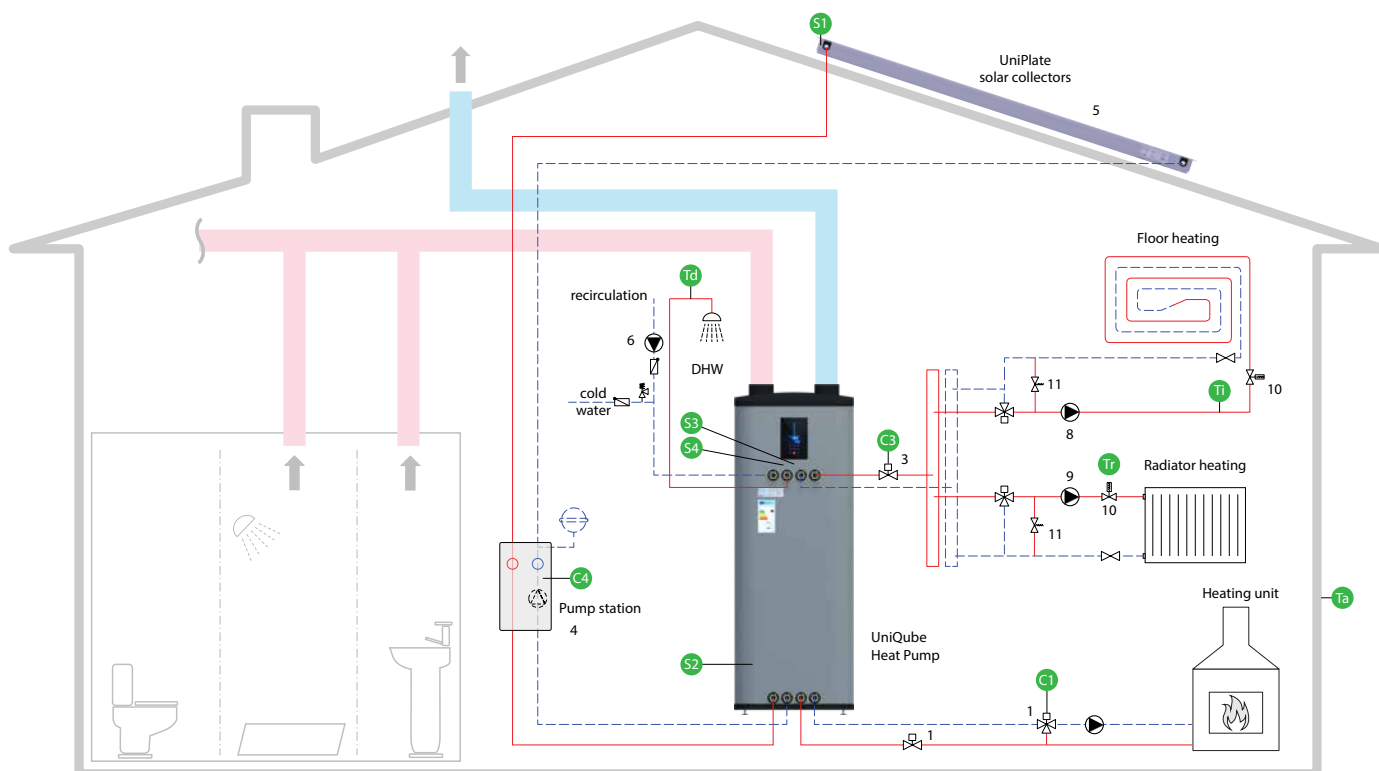 S1
UniPlate
solar collectors
5
Floor heating
Td
recirculation
6
DHW
cold
water
11
10
Ti
8
S3
S4
C3
3
9
Tr
Radiator heating
10
11
C4
Pump station
4
Heating unit
Ta
UniQube
Heat Pump
S2
C1
1
1